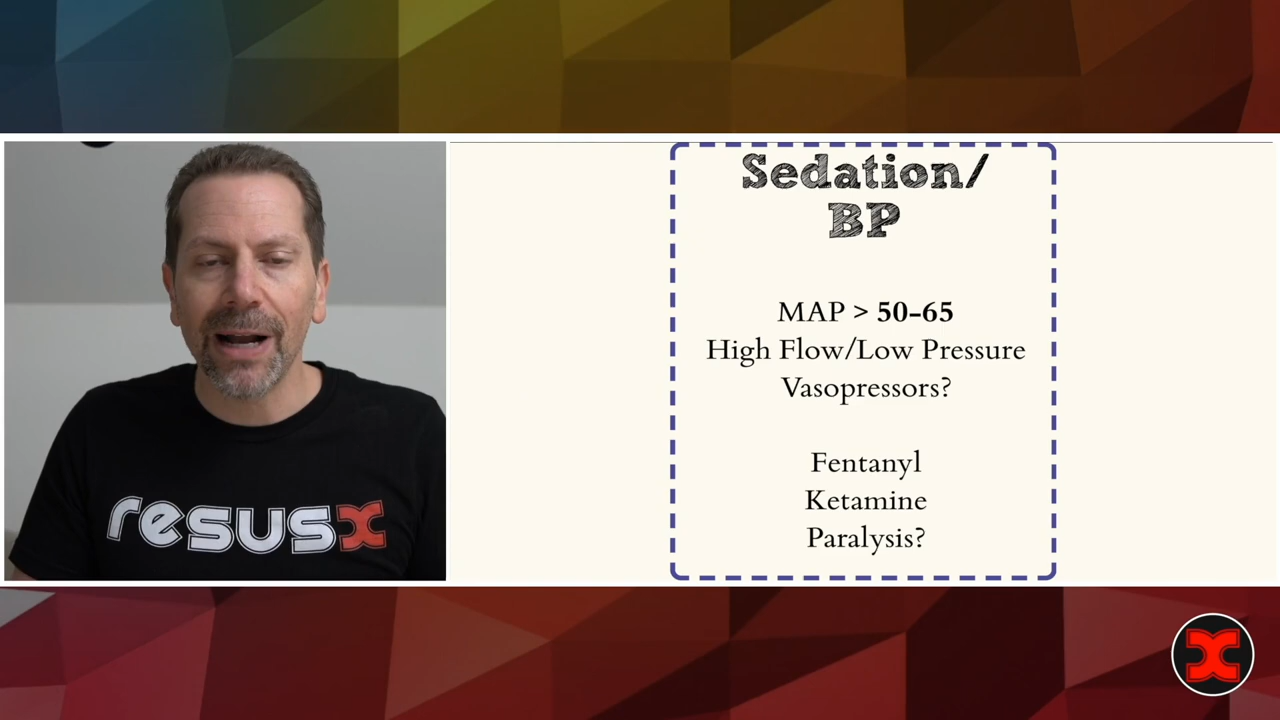 Sedation/
BP
MAP > 50-65
High Flow/Low Pressure
Vasopressors?
Fentanyl
Ketamine
Paralysis?
resusx